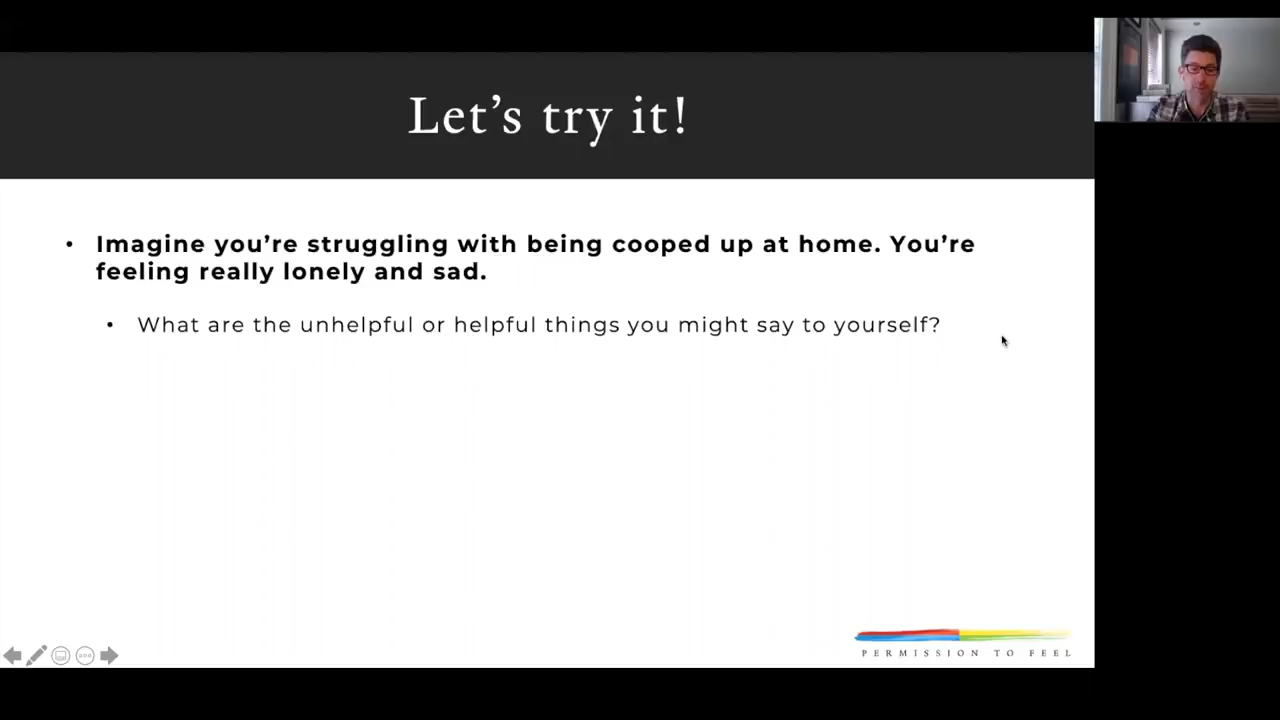 Let’s try it!
• Imagine you’re struggling with being cooped up at home. You’re
feeling really lonely and sad.
• What are the unhelpful or helpful things you might say to yourself?
PERMISSION TO FEEL